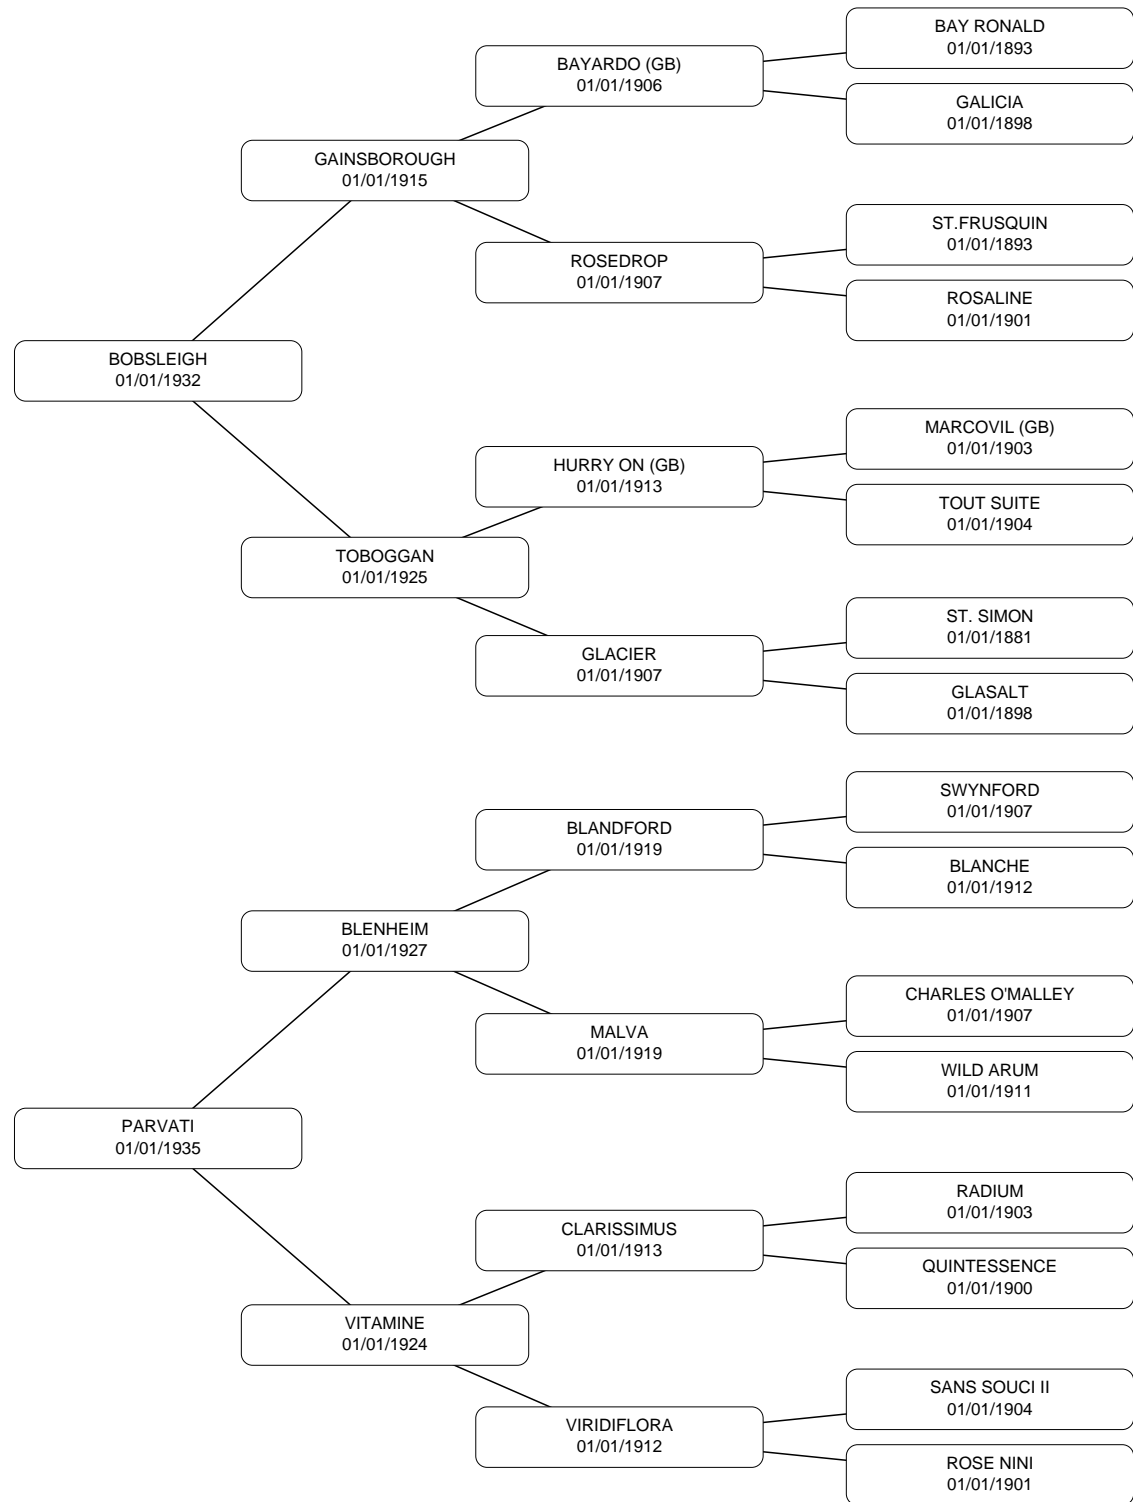 BAY RONALD
01/01/1893
BAYARDO (GB)
01/01/1906
GALICIA
01/01/1898
GAINSBOROUGH
01/01/1915
ST.FRUSQUIN
01/01/1893
ROSEDROP
01/01/1907
ROSALINE
01/01/1901
BOBSLEIGH
01/01/1932
MARCOVIL (GB)
01/01/1903
HURRY ON (GB)
01/01/1913
TOUT SUITE
01/01/1904
TOBOGGAN
01/01/1925
ST. SIMON
01/01/1881
GLACIER
01/01/1907
GLASALT
01/01/1898
SWYNFORD
01/01/1907
BLANDFORD
01/01/1919
BLANCHE
01/01/1912
BLENHEIM
01/01/1927
CHARLES O'MALLEY
01/01/1907
MALVA
01/01/1919
WILD ARUM
01/01/1911
PARVATI
01/01/1935
RADIUM
01/01/1903
CLARISSIMUS
01/01/1913
QUINTESSENCE
01/01/1900
VITAMINE
01/01/1924
SANS SOUCI II
01/01/1904
VIRIDIFLORA
01/01/1912
ROSE NINI
01/01/1901